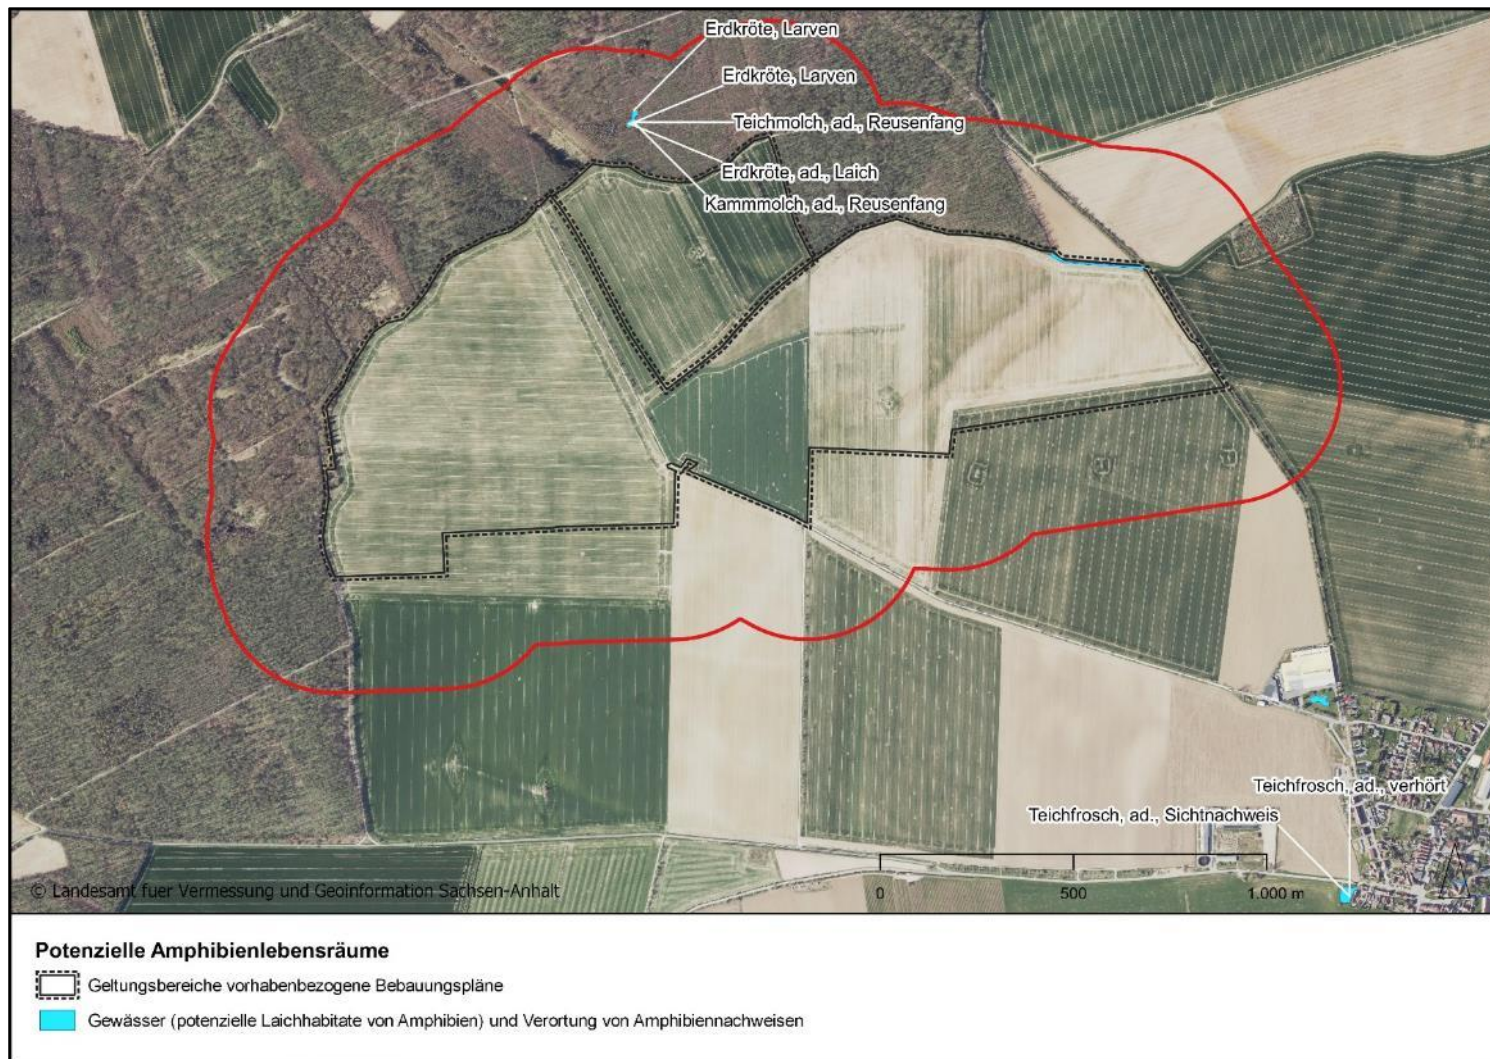 Erdkröte, Larven
Erdkröte, Larven
Teichmolch, ad., Reusenfang
Erdkröte, ad., Laich
Kammmolch, ad., Reusenfang
Teichfrosch, ad., verhört
Teichfrosch, ad., Sichtnachweis
© Landesamt fuer Vermessung und Geoinformation Sachsen-Anhalt
0 500 1.000 m
Potenzielle Amphibienlebensräume
Geltungsbereiche vorhabenbezogene Bebauungspläne
Gewässer (potenzielle Laichhabitate von Amphibien) und Verortung von Amphibiennachweisen